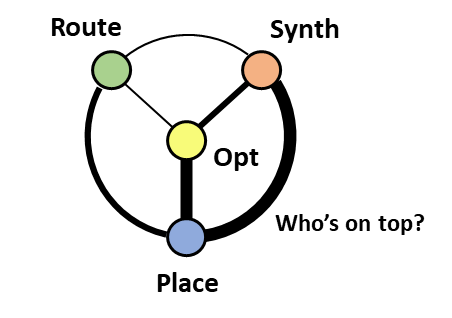 Route
Synth
Opt
Who's on top?
Place